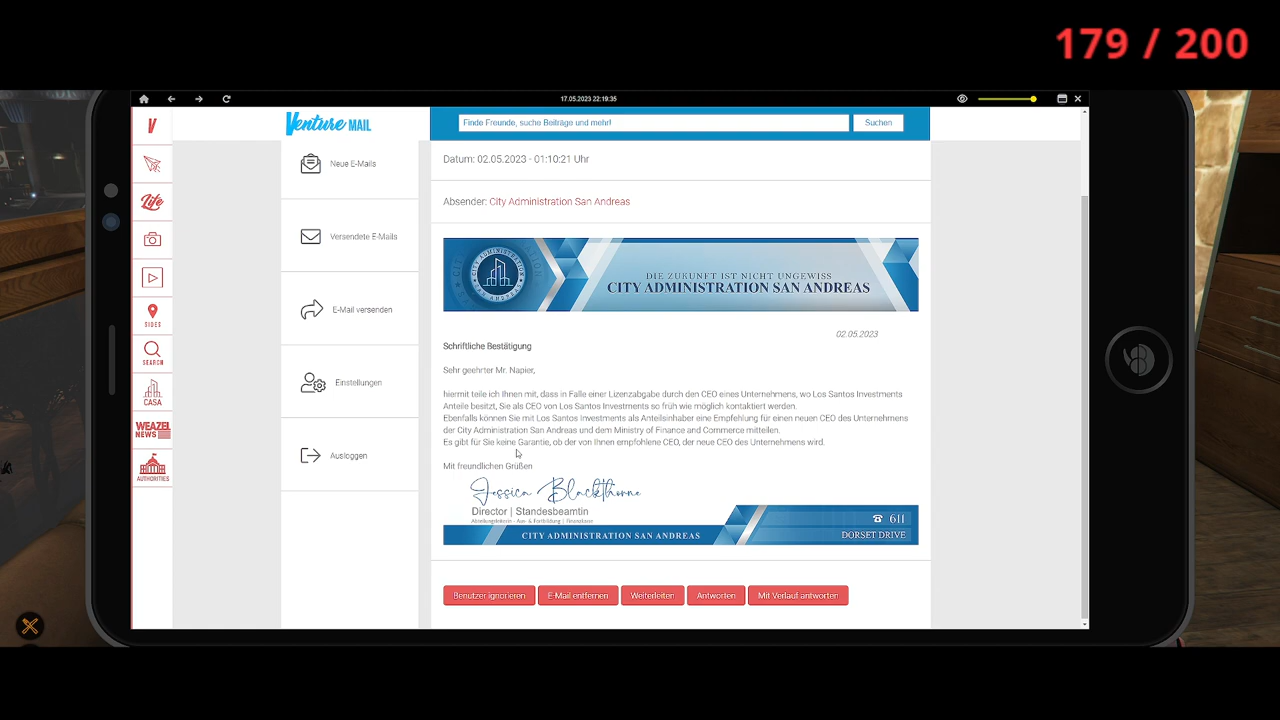 179 / 200
17.05.2023 22:19:35
V
Venture MAIL
Finde Freunde, suche Beiträge und mehr!
Suchen
Neue E-Mails
Versendete E-Mails
E-Mail versenden
Einstellungen
Ausloggen
Life
SIDES
SEARCH
CASA
WEAZEL
NEWS
AUTHORITIES
Datum: 02.05.2023 - 01:10:21 Uhr
Absender: City Administration San Andreas
DIE ZUKUNFT IST NICHT UNGEWISS
CITY ADMINISTRATION SAN ANDREAS
02.05.2023
Schriftliche Bestätigung
Sehr geehrter Mr. Napier,
hiermit teile ich Ihnen mit, dass in Falle einer Lizenzabgabe durch den CEO eines Unternehmens, wo Los Santos Investments
Anteile besitzt, Sie als CEO von Los Santos Investments so früh wie möglich kontaktiert werden.
Ebenfalls können Sie mit Los Santos Investments als Anteilsinhaber eine Empfehlung für einen neuen CEO des Unternehmens
der City Administration San Andreas und dem Ministry of Finance and Commerce mitteilen.
Es gibt für Sie keine Garantie, ob der von Ihnen empfohlene CEO, der neue CEO des Unternehmens wird.
Mit freundlichen Grüßen
Jessica Blackthorne
Director | Standesbeamtin
Abteilungsleiterin - Aus- & Fortbildung | Finanzkasse
CITY ADMINISTRATION SAN ANDREAS
611
DORSET DRIVE
Benutzer ignorieren
E-Mail entfernen
Weiterleiten
Antworten
Mit Verlauf antworten